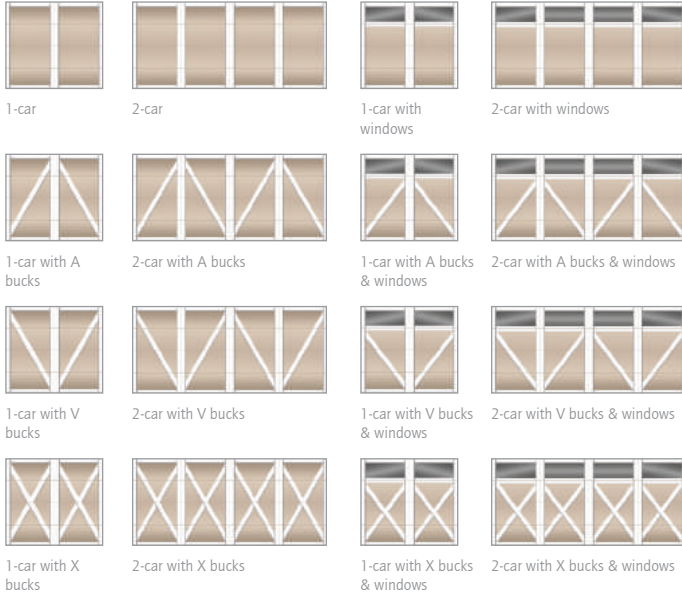 1-car
2-car
1-car with
windows
2-car with windows
1-car with A
bucks
2-car with A bucks
1-car with A bucks
& windows
2-car with A bucks & windows
1-car with V
bucks
2-car with V bucks
1-car with V bucks
& windows
2-car with V bucks & windows
1-car with X
bucks
2-car with X bucks
1-car with X bucks
& windows
2-car with X bucks & windows